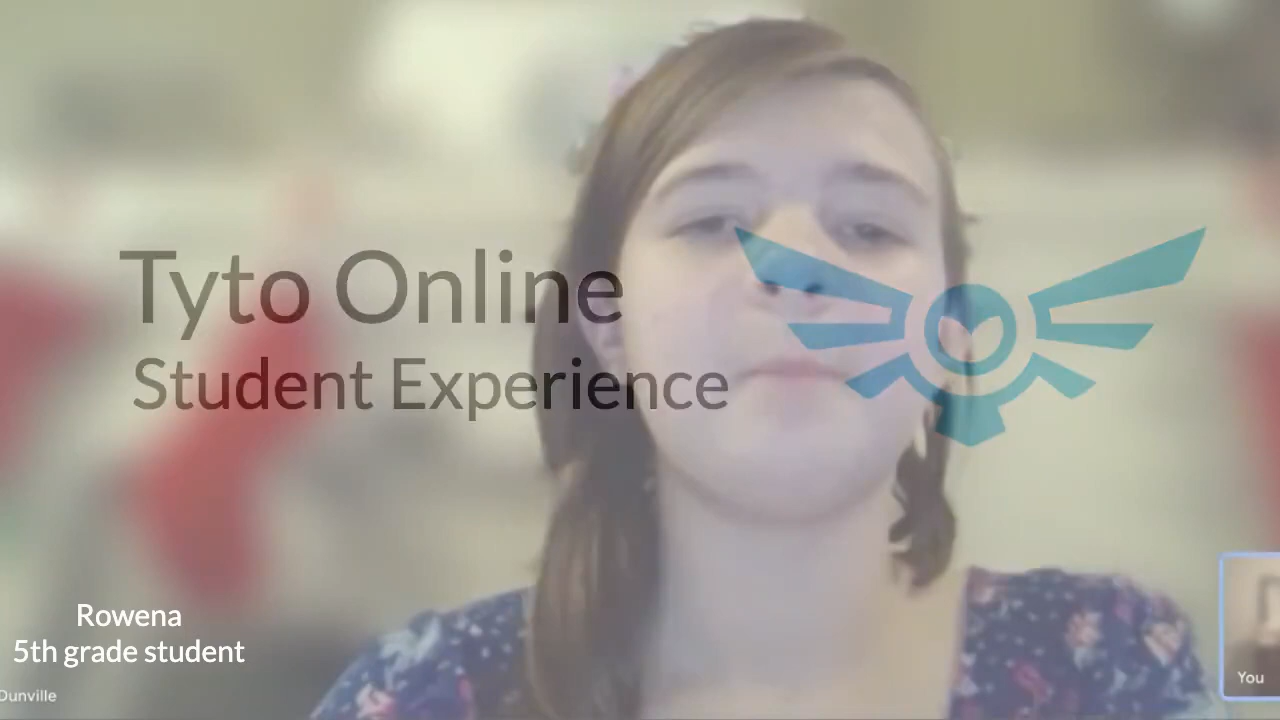 Tyto Online
Student Experience
Rowena
5th grade student
Dunville
You